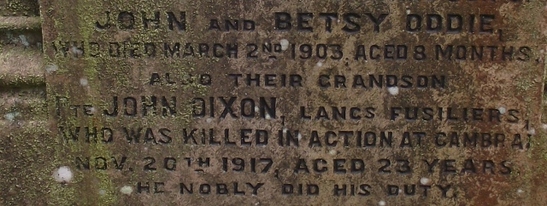 JOHN AND BETSY ODDIE,
WHO DIED MARCH 2ND 1903, AGED 8 MONTHS.
ALSO THEIR GRANDSON
PTE JOHN DIXON, LANCS FUSILIERS,
WHO WAS KILLED IN ACTION AT CAMBRAI
NOV. 20TH 1917, AGED 23 YEARS.
HE NOBLY DID HIS DUTY.